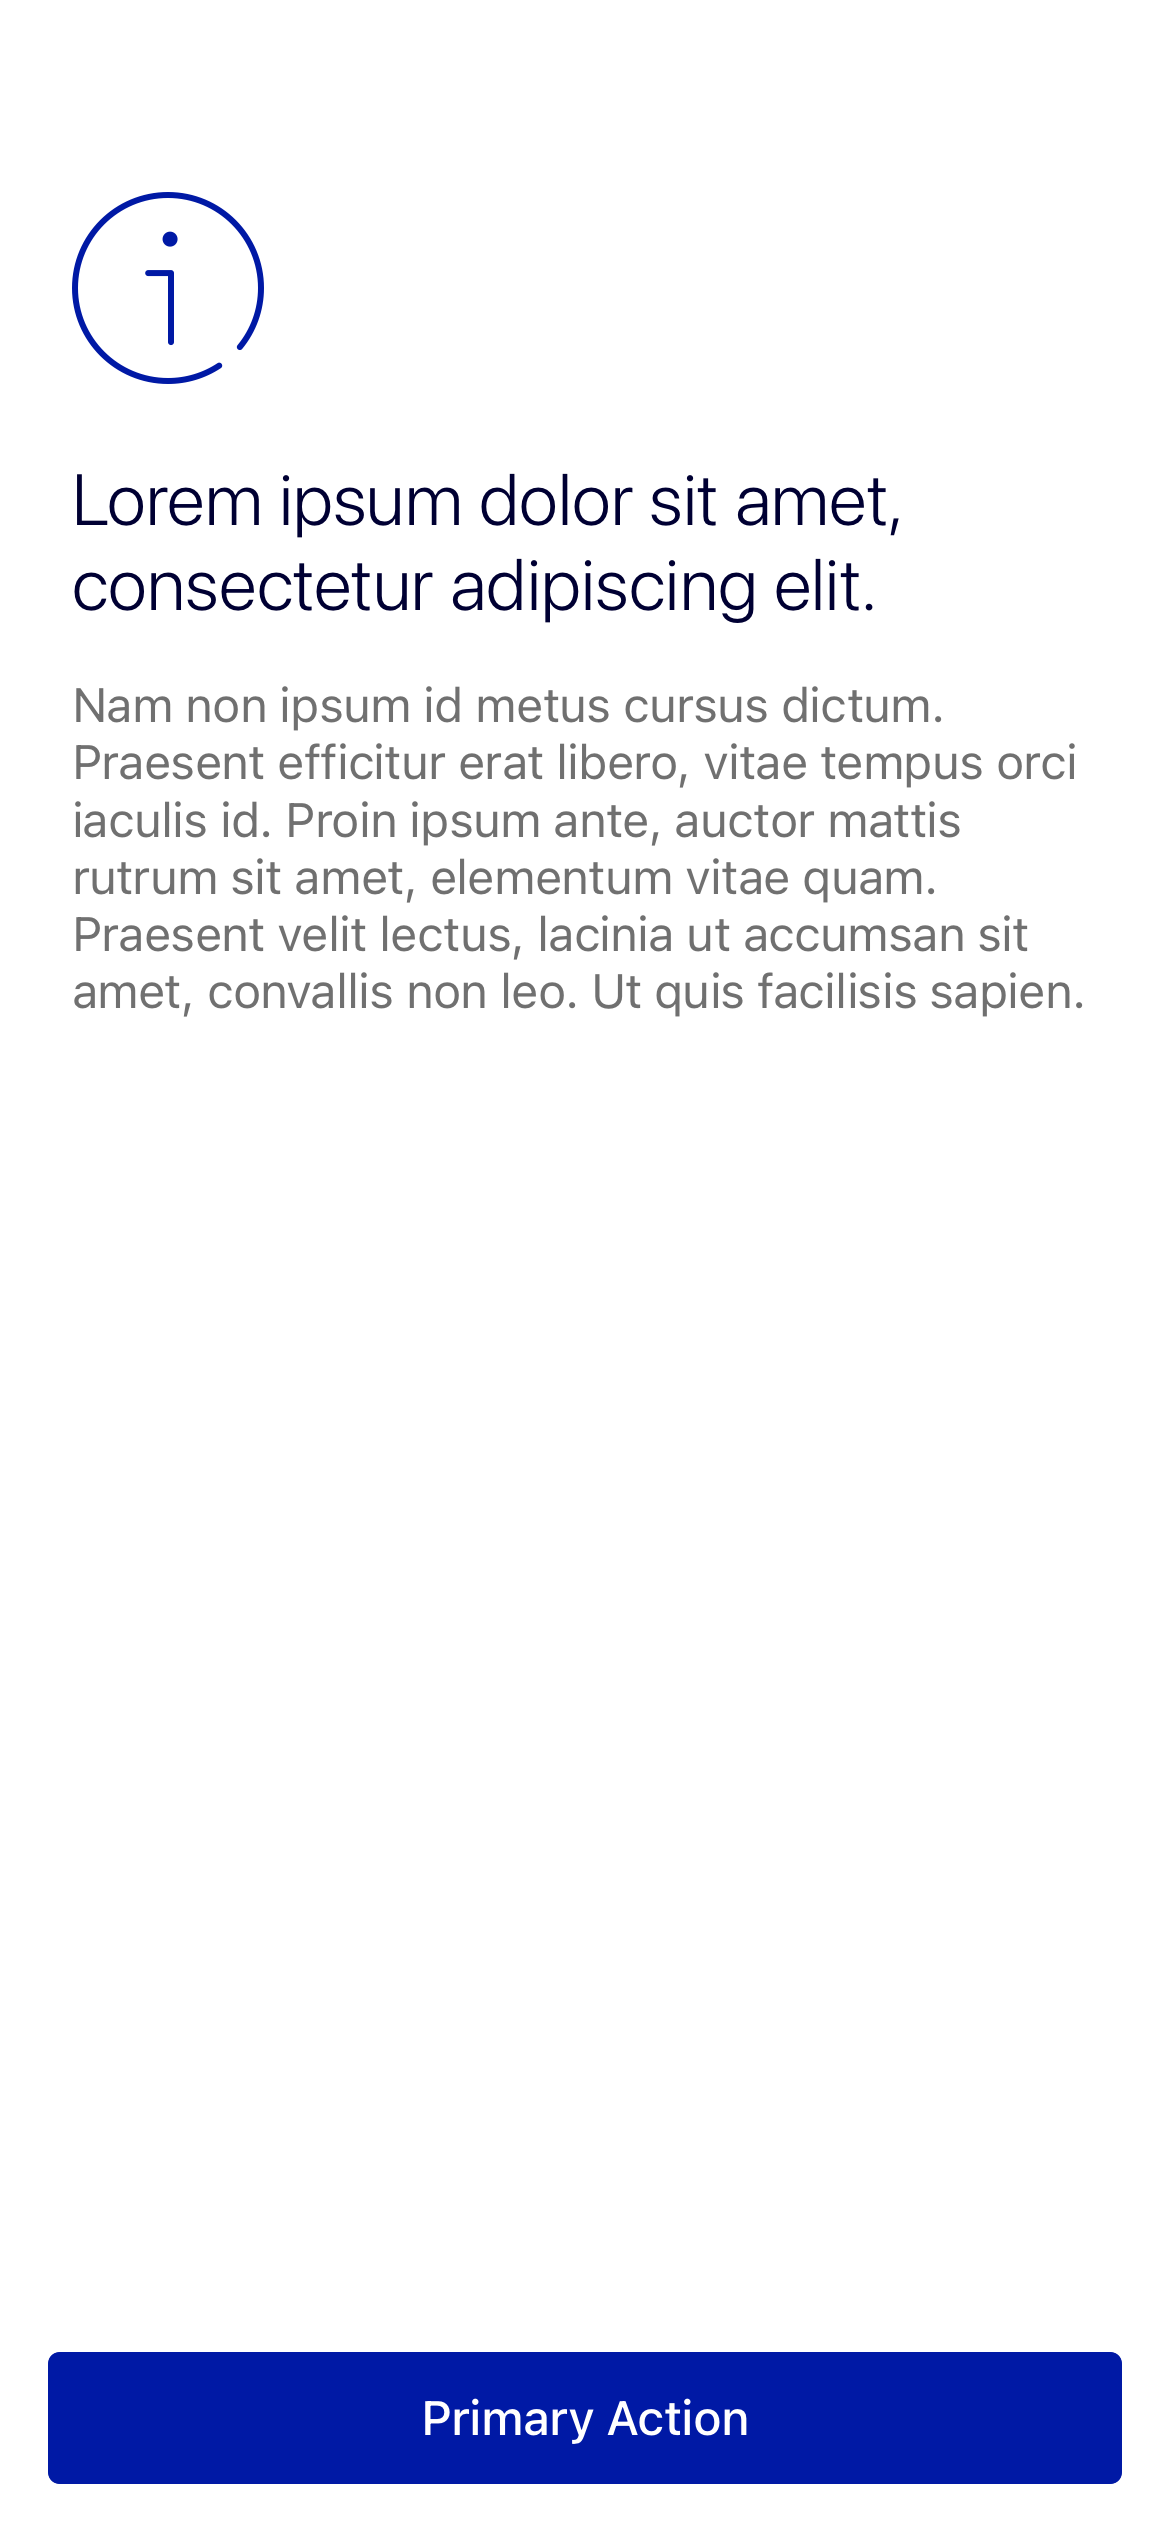 Lorem ipsum dolor sit amet,
consectetur adipiscing elit.
Nam non ipsum id metus cursus dictum.
Praesent efficitur erat libero, vitae tempus orci
iaculis id. Proin ipsum ante, auctor mattis
rutrum sit amet, elementum vitae quam.
Praesent velit lectus, lacinia ut accumsan sit
amet, convallis non leo. Ut quis facilisis sapien.
Primary Action